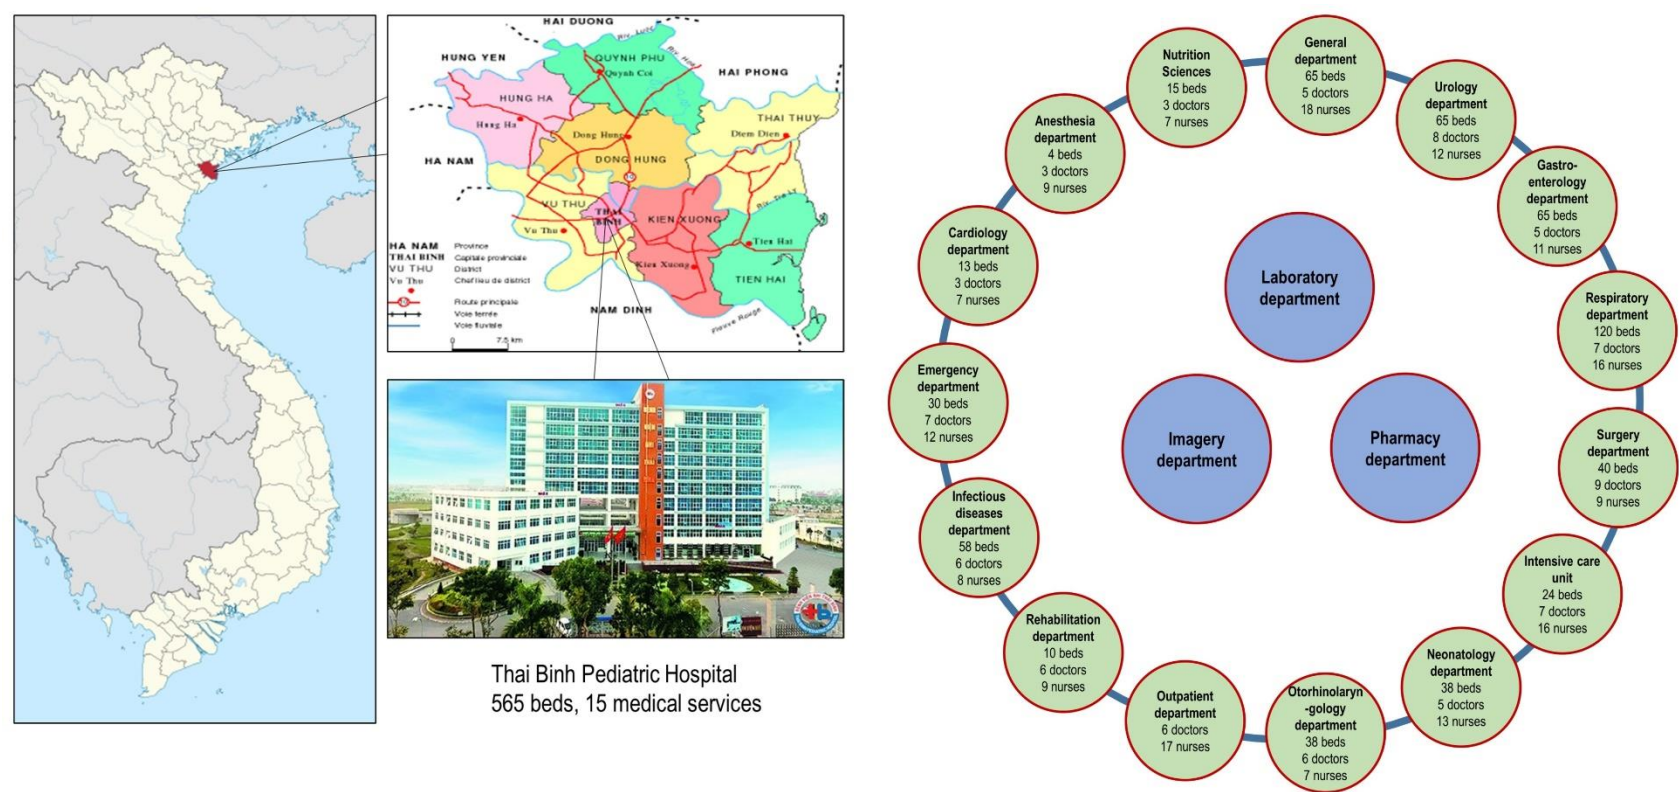 HAI DUONG
Riv. Luoc
HUNG YEN
QUYNH PHU
Riv. Hoa
Quynh Coi
HAI PHONG
HUNG HA
THAI THUY
Hung Ha
Dong Hung
Diem Dien
HA NAM
DONG HUNG
10
VU THU
THAI
BINH
KIEN XUONG
Vu Thu
Tien Hai
Kien Xuong
TIEN HAI
NAM DINH
Fleuve Rouge
HA NAM Province
THAI BINH Capitale provinciale
VU THU District
Vu Thu Chef lieu de district
10 Route principale
Voie ferrée
Voie fluviale
0 7.5 km
Thai Binh Pediatric Hospital
565 beds, 15 medical services
General
department
65 beds
5 doctors
18 nurses
Urology
department
65 beds
8 doctors
12 nurses
Gastro-
enterology
department
65 beds
5 doctors
11 nurses
Respiratory
department
120 beds
7 doctors
16 nurses
Surgery
department
40 beds
9 doctors
9 nurses
Intensive care
unit
24 beds
7 doctors
16 nurses
Neonatology
department
38 beds
5 doctors
13 nurses
Otorhinolaryn
-gology
department
38 beds
6 doctors
7 nurses
Outpatient
department
6 doctors
17 nurses
Rehabilitation
department
10 beds
6 doctors
9 nurses
Infectious
diseases
department
58 beds
6 doctors
8 nurses
Emergency
department
30 beds
7 doctors
12 nurses
Cardiology
department
13 beds
3 doctors
7 nurses
Anesthesia
department
4 beds
3 doctors
9 nurses
Nutrition
Sciences
15 beds
3 doctors
7 nurses
Laboratory
department
Imagery
department
Pharmacy
department